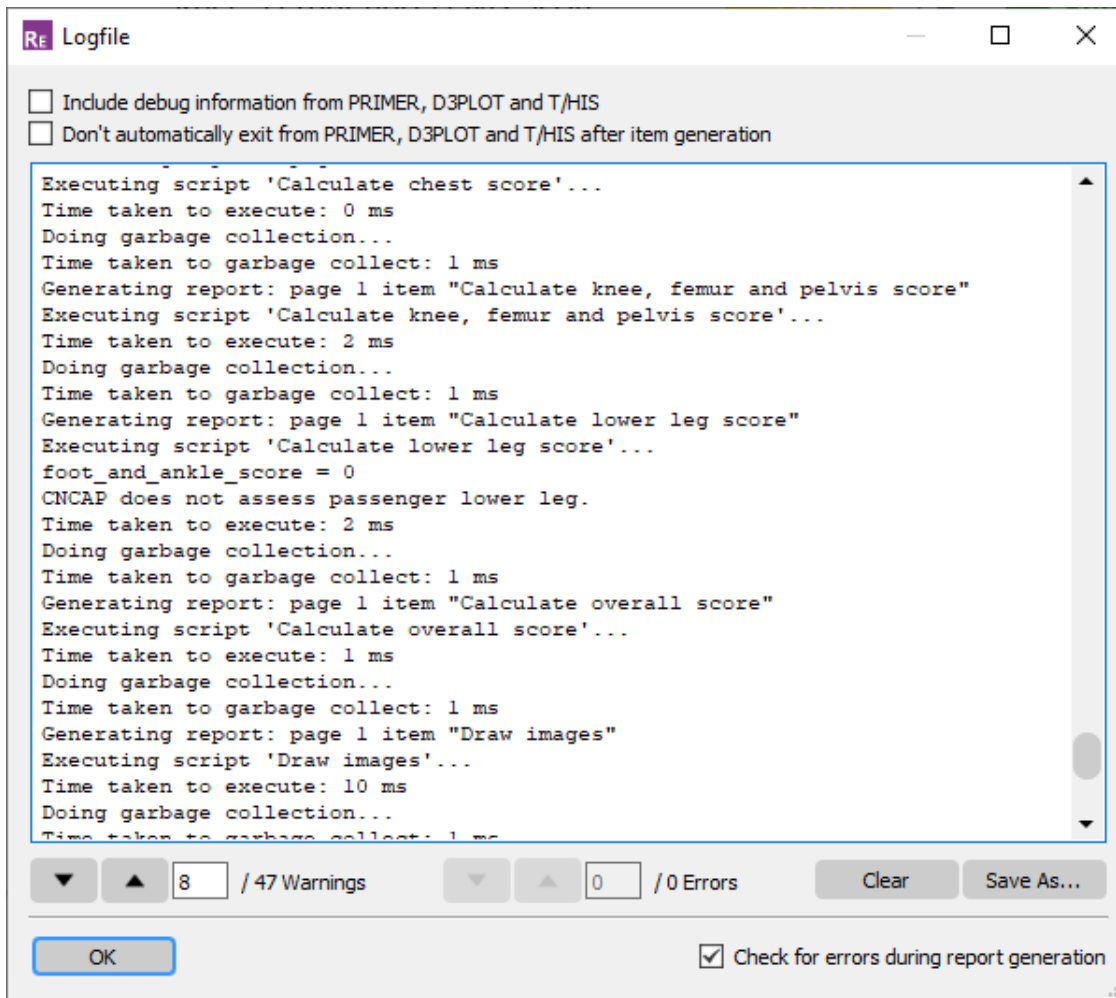 RE Logfile
Include debug information from PRIMER, D3PLOT and T/HIS
Don't automatically exit from PRIMER, D3PLOT and T/HIS after item generation
Executing script 'Calculate chest score'...
Time taken to execute: 0 ms
Doing garbage collection...
Time taken to garbage collect: 1 ms
Generating report: page 1 item "Calculate knee, femur and pelvis score"
Executing script 'Calculate knee, femur and pelvis score'...
Time taken to execute: 2 ms
Doing garbage collection...
Time taken to garbage collect: 1 ms
Generating report: page 1 item "Calculate lower leg score"
Executing script 'Calculate lower leg score'...
foot_and_ankle_score = 0
CNCAP does not assess passenger lower leg.
Time taken to execute: 2 ms
Doing garbage collection...
Time taken to garbage collect: 1 ms
Generating report: page 1 item "Calculate overall score"
Executing script 'Calculate overall score'...
Time taken to execute: 1 ms
Doing garbage collection...
Time taken to garbage collect: 1 ms
Generating report: page 1 item "Draw images"
Executing script 'Draw images'...
Time taken to execute: 10 ms
Doing garbage collection...
Time taken to garbage collect: 1 ms
8 / 47 Warnings 0 / 0 Errors Clear Save As...
OK Check for errors during report generation